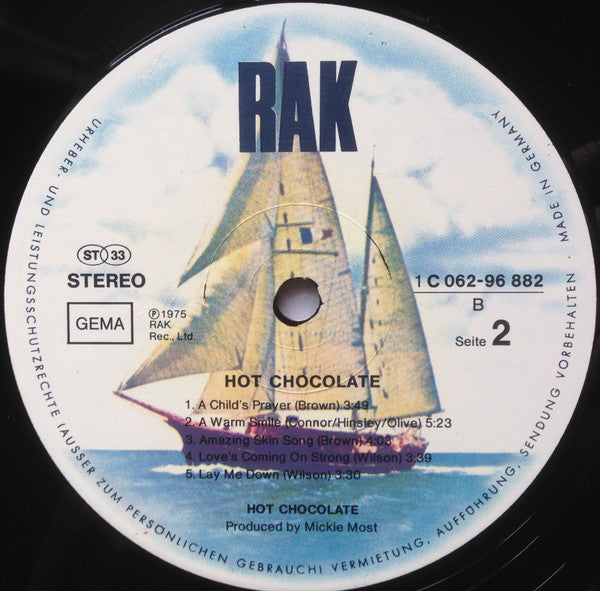 RAK
URHEBER- UND LEISTUNGSSCHUTZRECHTE (AUSSER ZUM PERSÖNLICHEN GEBRAUCH) VERMIETUNG, AUFFÜHRUNG, SENDUNG VORBEHALTEN · MADE IN GERMANY
ST 33
STEREO
GEMA
℗ 1975
RAK
Rec., Ltd.
1 C 062-96 882
B
Seite 2
HOT CHOCOLATE
1. A Child's Prayer (Brown) 3:49
2. A Warm Smile (Connor/Hinsley/Olive) 5:23
3. Amazing Skin Song (Brown) 4:03
4. Love's Coming On Strong (Wilson) 3:39
5. Lay Me Down (Wilson) 3:30
HOT CHOCOLATE
Produced by Mickie Most